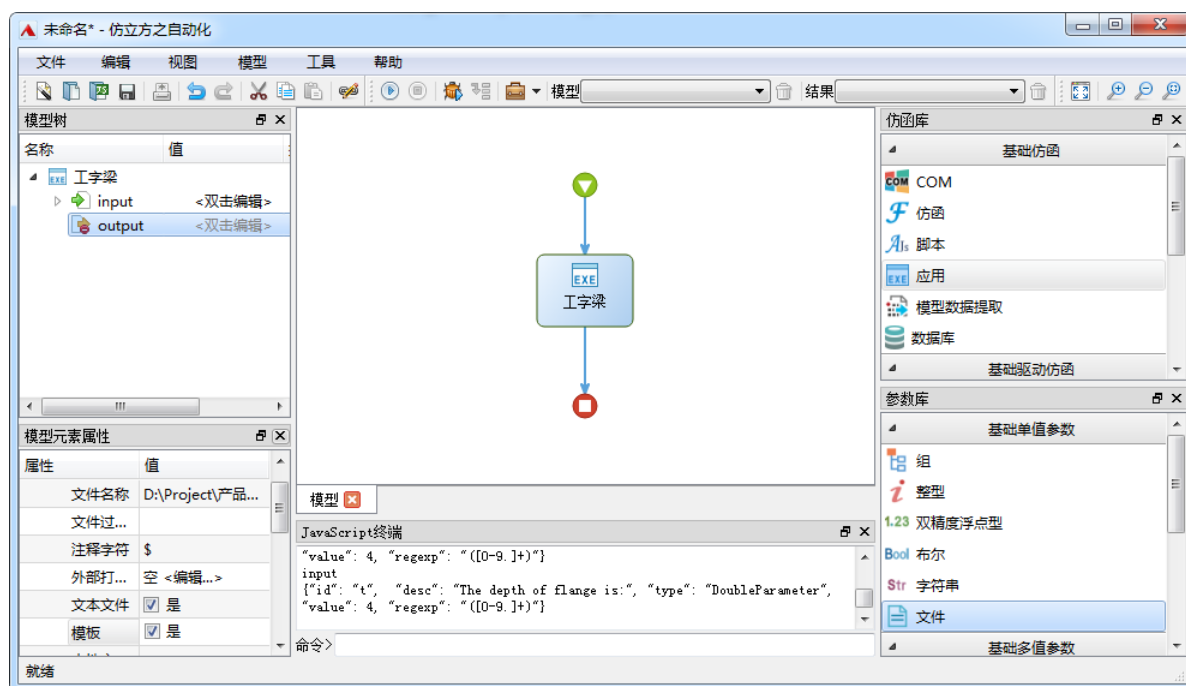 未命名* - 仿立方之自动化
文件 编辑 视图 模型 工具 帮助
模型 结果
模型树
名称 值
EXE 工字梁
input <双击编辑>
output <双击编辑>
模型元素属性
属性 值
文件名称 D:\Project\产品...
文件过...
注释字符 $
外部打... 空 <编辑...>
文本文件 是
模板 是
就绪
EXE
工字梁
模型
JavaScript终端
"value": 4, "regexp": "([0-9.]+)"}
input
{"id": "t", "desc": "The depth of flange is:", "type": "DoubleParameter",
"value": 4, "regexp": "([0-9.]+)"}
命令>
仿函库
基础仿函
COM COM
仿函
脚本
EXE 应用
模型数据提取
数据库
基础驱动仿函
参数库
基础单值参数
组
整型
1.23 双精度浮点型
Bool 布尔
Str 字符串
文件
基础多值参数